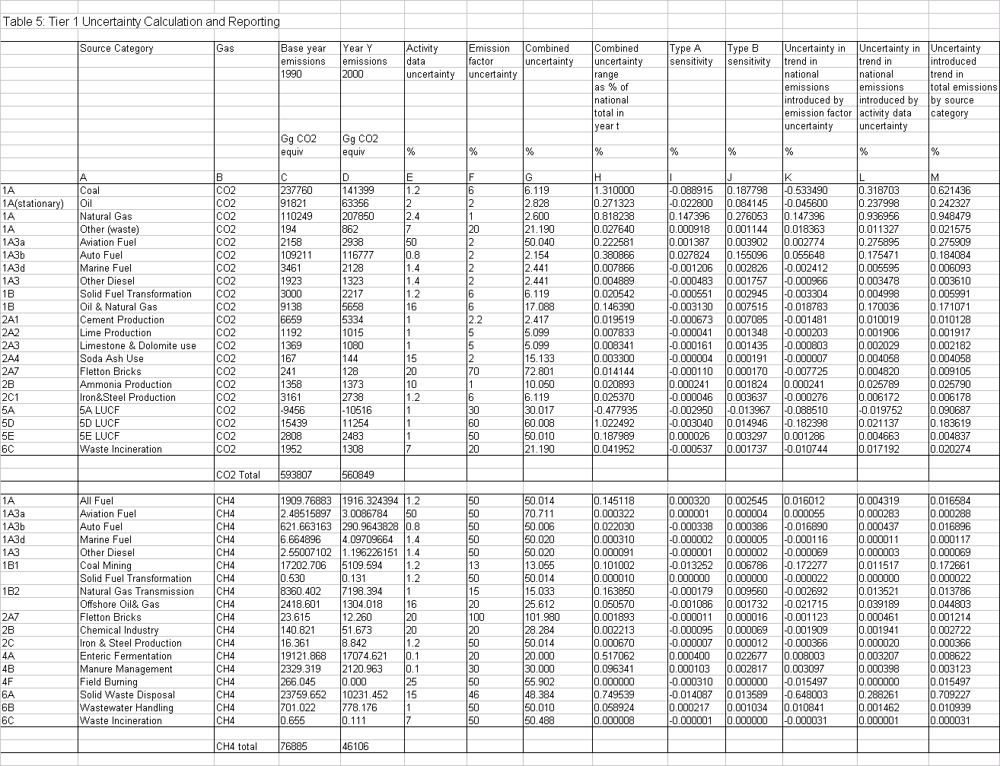 Table 5: Tier 1 Uncertainty Calculation and Reporting
Source Category Gas Base year Year Y Activity Emission Combined Combined Type A Type B Uncertainty in Uncertainty in Uncertainty
emissions emissions data factor uncertainty uncertainty sensitivity sensitivity trend in trend in introduced
1990 2000 uncertainty uncertainty range national national trend in
as % of emissions emissions total emissions
national introduced by introduced by by source
total in emission factor activity data category
year t uncertainty uncertainty
Gg CO2 Gg CO2
equiv equiv % % % % % % % % %
A B C D E F G H I J K L M
1A Coal CO2 237760 141399 1.2 6 6.119 1.310000 -0.088915 0.187798 -0.533490 0.318703 0.621436
1A(stationary) Oil CO2 91821 63356 2 2 2.828 0.271323 -0.022800 0.084145 -0.045600 0.237998 0.242327
1A Natural Gas CO2 110249 207850 2.4 1 2.600 0.818238 0.147396 0.276053 0.147396 0.936956 0.948479
1A Other (waste) CO2 194 862 7 20 21.190 0.027640 0.000918 0.001144 0.018363 0.011327 0.021575
1A3a Aviation Fuel CO2 2158 2938 50 2 50.040 0.222581 0.001387 0.003902 0.002774 0.275895 0.275909
1A3b Auto Fuel CO2 109211 116777 0.8 2 2.154 0.380866 0.027824 0.155096 0.055648 0.175471 0.184084
1A3d Marine Fuel CO2 3461 2128 1.4 2 2.441 0.007866 -0.001206 0.002826 -0.002412 0.005595 0.006093
1A3 Other Diesel CO2 1923 1323 1.4 2 2.441 0.004889 -0.000483 0.001757 -0.000966 0.003478 0.003610
1B Solid Fuel Transformation CO2 3000 2217 1.2 6 6.119 0.020542 -0.000551 0.002945 -0.003304 0.004998 0.005991
1B Oil & Natural Gas CO2 9138 5658 16 6 17.088 0.146390 -0.003130 0.007515 -0.018783 0.170036 0.171071
2A1 Cement Production CO2 6659 5334 1 2.2 2.417 0.019519 -0.000673 0.007085 -0.001481 0.010019 0.010128
2A2 Lime Production CO2 1192 1015 1 5 5.099 0.007833 -0.000041 0.001348 -0.000203 0.001906 0.001917
2A3 Limestone & Dolomite use CO2 1369 1080 1 5 5.099 0.008341 -0.000161 0.001435 -0.000803 0.002029 0.002182
2A4 Soda Ash Use CO2 167 144 15 2 15.133 0.003300 -0.000004 0.000191 -0.000007 0.004058 0.004058
2A7 Fletton Bricks CO2 241 128 20 70 72.801 0.014144 -0.000110 0.000170 -0.007725 0.004820 0.009105
2B Ammonia Production CO2 1358 1373 10 1 10.050 0.020893 0.000241 0.001824 0.000241 0.025789 0.025790
2C1 Iron&Steel Production CO2 3161 2738 1.2 6 6.119 0.025370 -0.000046 0.003637 -0.000276 0.006172 0.006178
5A 5A LUCF CO2 -9456 -10516 1 30 30.017 -0.477935 -0.002950 -0.013967 -0.088510 -0.019752 0.090687
5D 5D LUCF CO2 15439 11254 1 60 60.008 1.022492 -0.003040 0.014946 -0.182398 0.021137 0.183619
5E 5E LUCF CO2 2808 2483 1 50 50.010 0.187989 0.000026 0.003297 0.001286 0.004663 0.004837
6C Waste Incineration CO2 1952 1308 7 20 21.190 0.041952 -0.000537 0.001737 -0.010744 0.017192 0.020274
CO2 Total 593807 560849
1A All Fuel CH4 1909.76883 1916.324394 1.2 50 50.014 0.145118 0.000320 0.002545 0.016012 0.004319 0.016584
1A3a Aviation Fuel CH4 2.48515897 3.0086784 50 50 70.711 0.000322 0.000001 0.000004 0.000055 0.000283 0.000288
1A3b Auto Fuel CH4 621.663163 290.9643828 0.8 50 50.006 0.022030 -0.000338 0.000386 -0.016890 0.000437 0.016896
1A3d Marine Fuel CH4 6.664896 4.09709664 1.4 50 50.020 0.000310 -0.000002 0.000005 -0.000116 0.000011 0.000117
1A3 Other Diesel CH4 2.55007102 1.196226151 1.4 50 50.020 0.000091 -0.000001 0.000002 -0.000069 0.000003 0.000069
1B1 Coal Mining CH4 17202.706 5109.594 1.2 13 13.055 0.101002 -0.013252 0.006786 -0.172277 0.011517 0.172661
Solid Fuel Transformation CH4 0.530 0.131 1.2 50 50.014 0.000010 0.000000 0.000000 -0.000022 0.000000 0.000022
1B2 Natural Gas Transmission CH4 8360.402 7198.394 1 15 15.033 0.163850 -0.000179 0.009560 -0.002692 0.013521 0.013786
Offshore Oil& Gas CH4 2418.601 1304.018 16 20 25.612 0.050570 -0.001086 0.001732 -0.021715 0.039189 0.044803
2A7 Fletton Bricks CH4 23.615 12.260 20 100 101.980 0.001893 -0.000011 0.000016 -0.001123 0.000461 0.001214
2B Chemical Industry CH4 140.821 51.673 20 20 28.284 0.002213 -0.000095 0.000069 -0.001909 0.001941 0.002722
2C Iron & Steel Production CH4 16.361 8.842 1.2 50 50.014 0.000670 -0.000007 0.000012 -0.000366 0.000020 0.000366
4A Enteric Fermentation CH4 19121.868 17074.621 0.1 20 20.000 0.517062 0.000400 0.022677 0.008003 0.003207 0.008622
4B Manure Management CH4 2329.319 2120.963 0.1 30 30.000 0.096341 0.000103 0.002817 0.003097 0.000398 0.003123
4F Field Burning CH4 266.045 0.000 25 50 55.902 0.000000 -0.000310 0.000000 -0.015497 0.000000 0.015497
6A Solid Waste Disposal CH4 23759.652 10231.452 15 46 48.384 0.749539 -0.014087 0.013589 -0.648003 0.288261 0.709227
6B Wastewater Handling CH4 701.022 778.176 1 50 50.010 0.058924 0.000217 0.001034 0.010841 0.001462 0.010939
6C Waste Incineration CH4 0.655 0.111 7 50 50.488 0.000008 -0.000001 0.000000 -0.000031 0.000001 0.000031
CH4 total 76885 46106